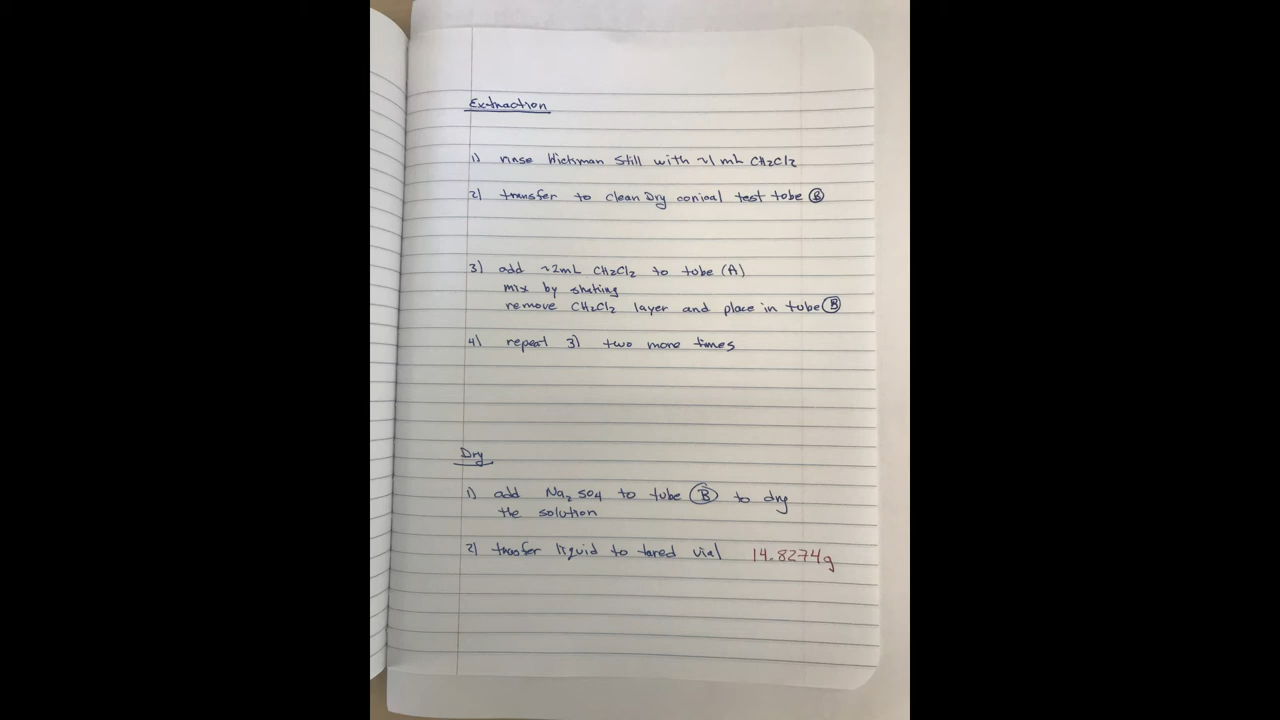 Extraction
1) rinse Hickman Still with ~1 mL CH2Cl2
2) transfer to clean Dry conical test tube Ⓑ
3) add ~2mL CH2Cl2 to tube (A)
mix by shaking
remove CH2Cl2 layer and place in tube Ⓑ
4) repeat 3) two more times
Dry
1) add Na2SO4 to tube Ⓑ to dry
the solution
2) transfer liquid to tared vial 14.8274g